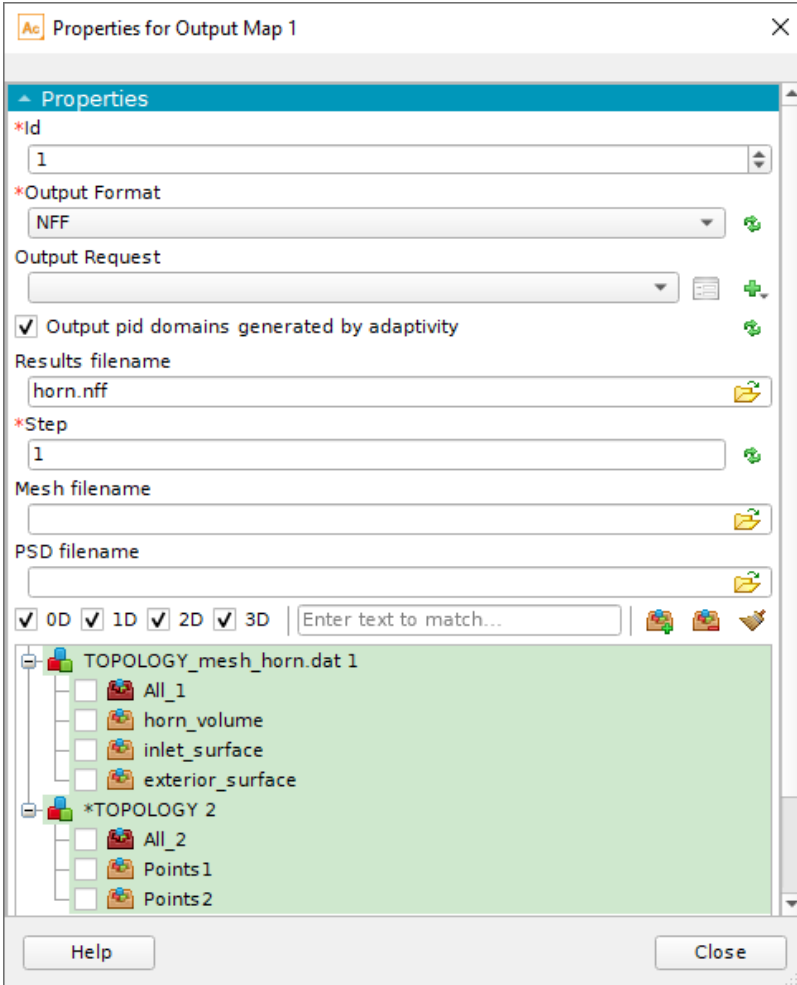 Ac Properties for Output Map 1
Properties
*Id
1
*Output Format
NFF
Output Request
Output pid domains generated by adaptivity
Results filename
horn.nff
*Step
1
Mesh filename
PSD filename
0D 1D 2D 3D Enter text to match...
TOPOLOGY_mesh_horn.dat 1
All_1
horn_volume
inlet_surface
exterior_surface
*TOPOLOGY 2
All_2
Points1
Points2
Help Close